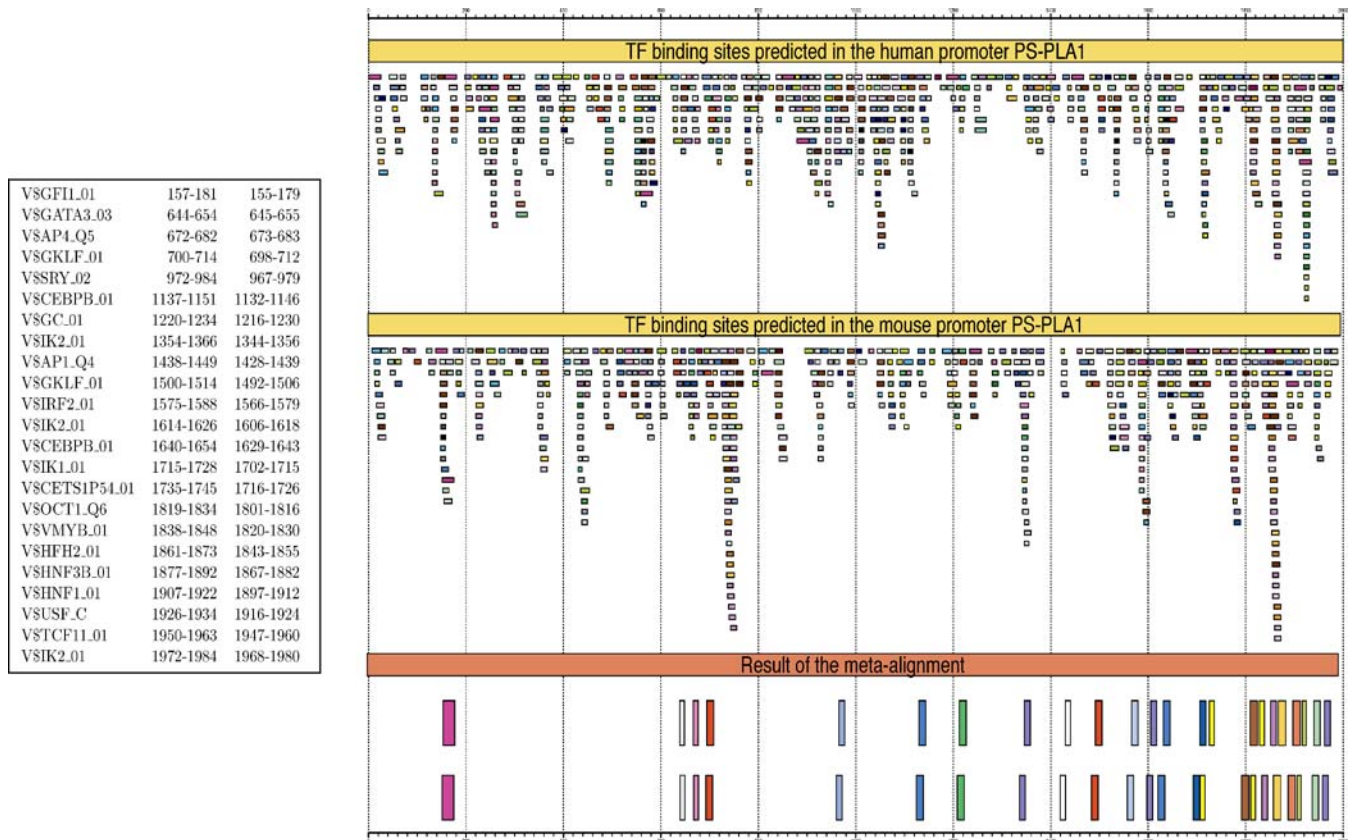 TF binding sites predicted in the human promoter PS-PLA1
V$GFI1_01 157-181 155-179
V$GATA3_03 644-654 645-655
V$AP4_Q5 672-682 673-683
V$GKLF_01 700-714 698-712
V$SRY_02 972-984 967-979
V$CEBPB_01 1137-1151 1132-1146
V$GC_01 1220-1234 1216-1230
V$IK2_01 1354-1366 1344-1356
V$AP1_Q4 1438-1449 1428-1439
V$GKLF_01 1500-1514 1492-1506
V$IRF2_01 1575-1588 1566-1579
V$IK2_01 1614-1626 1606-1618
V$CEBPB_01 1640-1654 1629-1643
V$IK1_01 1715-1728 1702-1715
V$CETS1P54_01 1735-1745 1716-1726
V$OCT1_Q6 1819-1834 1801-1816
V$VMYB_01 1838-1848 1820-1830
V$HFH2_01 1861-1873 1843-1855
V$HNF3B_01 1877-1892 1867-1882
V$HNF1_01 1907-1922 1897-1912
V$USF_C 1926-1934 1916-1924
V$TCF11_01 1950-1963 1947-1960
V$IK2_01 1972-1984 1968-1980
TF binding sites predicted in the mouse promoter PS-PLA1
Result of the meta-alignment